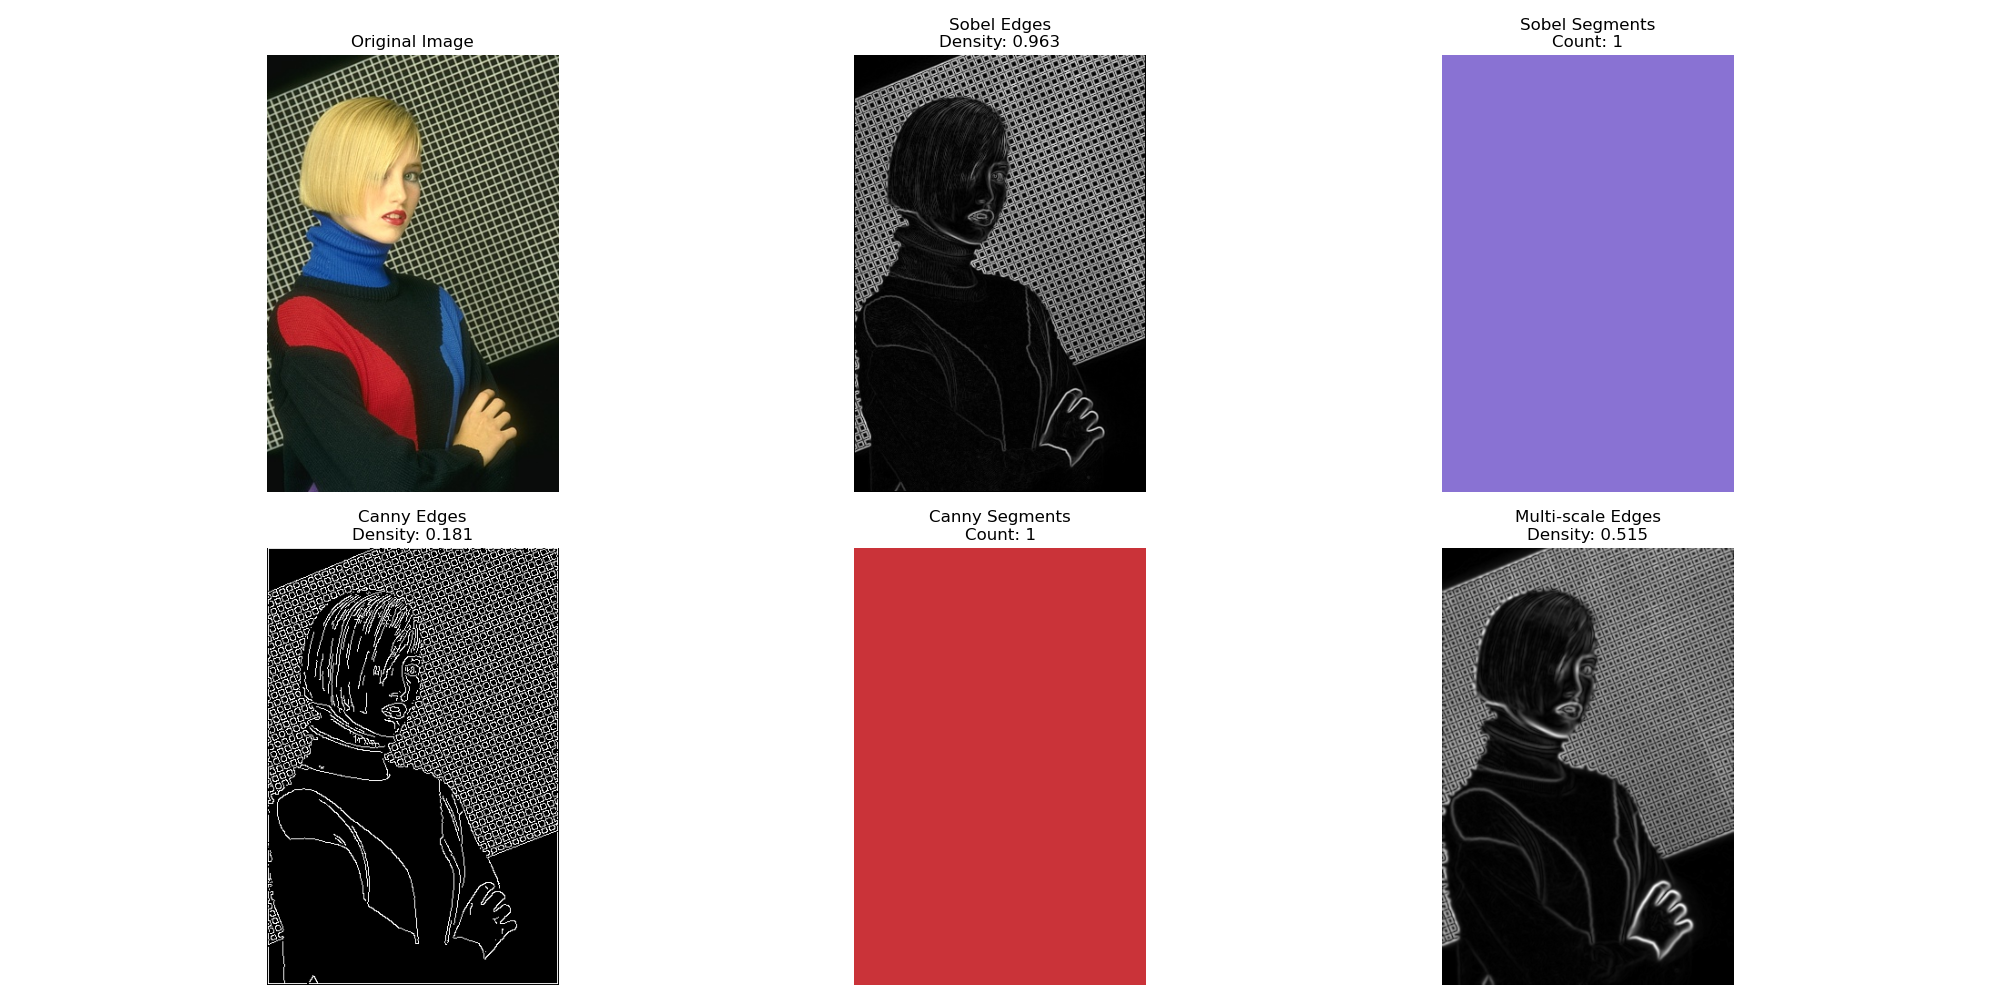 Original Image
Sobel Edges
Density: 0.963
Sobel Segments
Count: 1
Canny Edges
Density: 0.181
Canny Segments
Count: 1
Multi-scale Edges
Density: 0.515